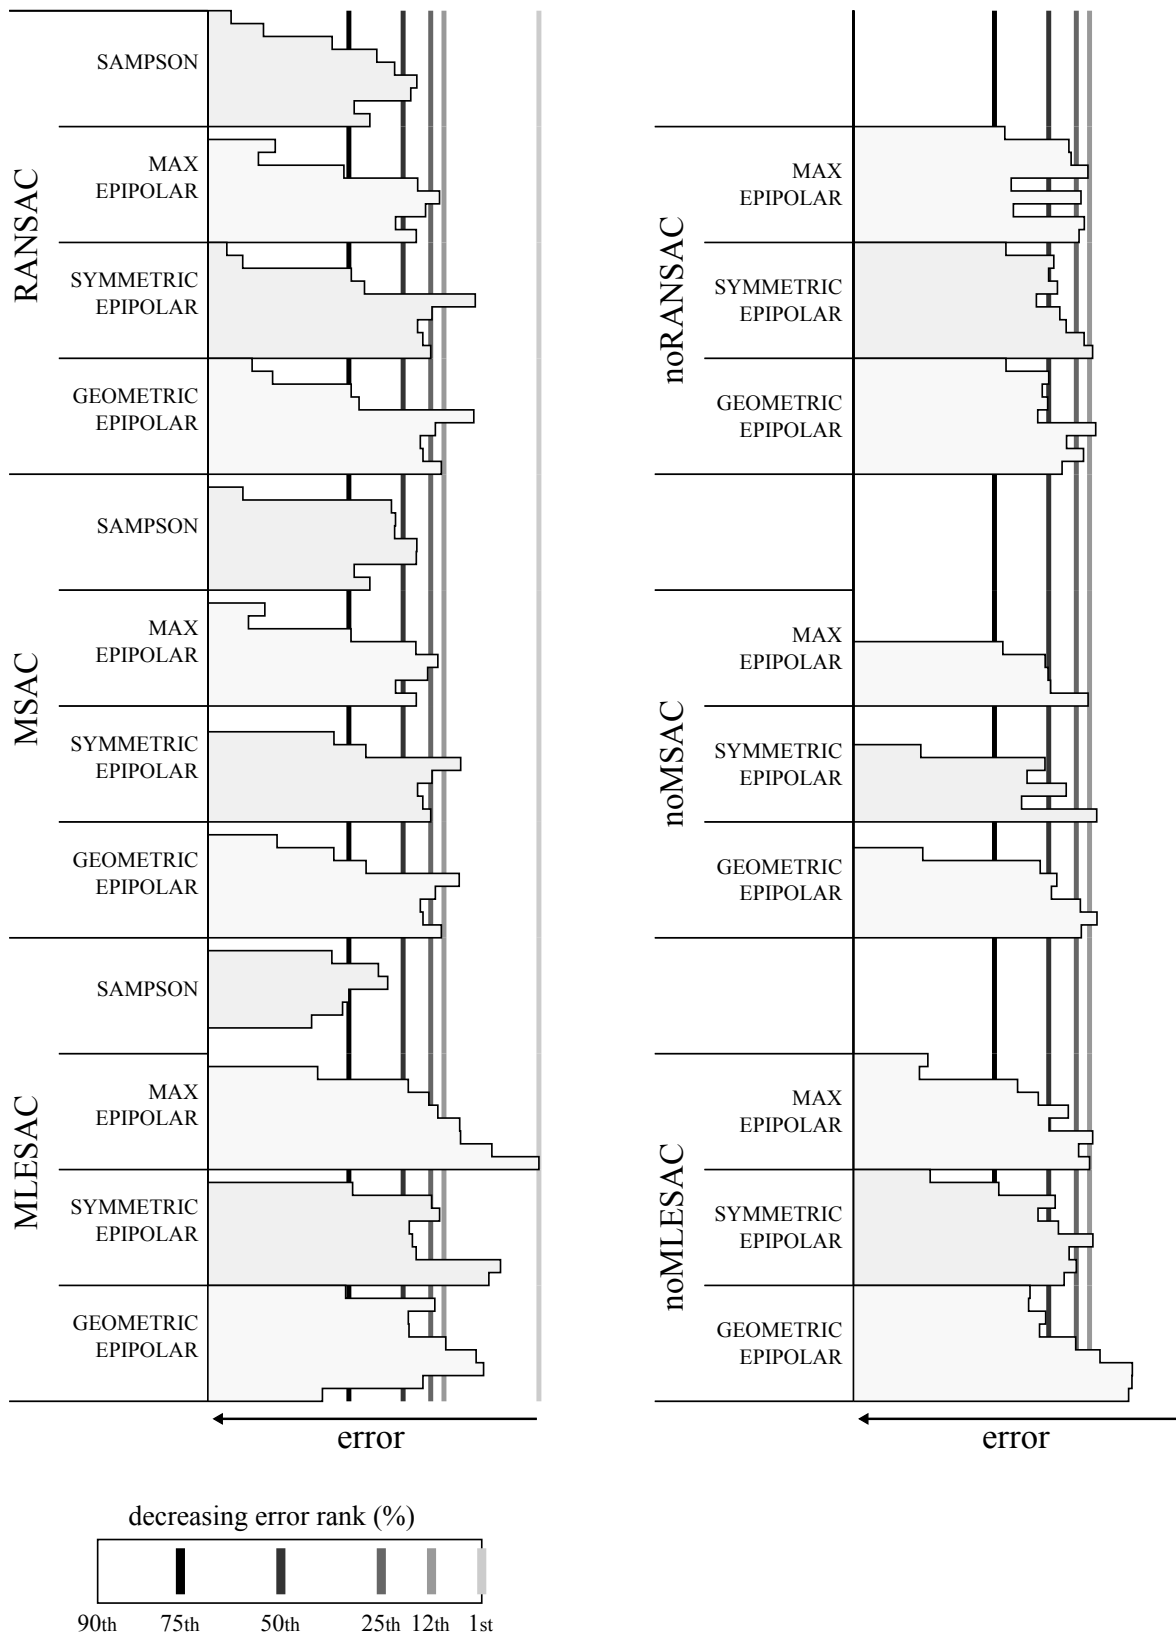 RANSAC
SAMPSON
MAX
EPIPOLAR
SYMMETRIC
EPIPOLAR
GEOMETRIC
EPIPOLAR
MSAC
SAMPSON
MAX
EPIPOLAR
SYMMETRIC
EPIPOLAR
GEOMETRIC
EPIPOLAR
MLESAC
SAMPSON
MAX
EPIPOLAR
SYMMETRIC
EPIPOLAR
GEOMETRIC
EPIPOLAR
error
noRANSAC
MAX
EPIPOLAR
SYMMETRIC
EPIPOLAR
GEOMETRIC
EPIPOLAR
noMSAC
MAX
EPIPOLAR
SYMMETRIC
EPIPOLAR
GEOMETRIC
EPIPOLAR
noMLESAC
MAX
EPIPOLAR
SYMMETRIC
EPIPOLAR
GEOMETRIC
EPIPOLAR
error
decreasing error rank (%)
90th 75th 50th 25th 12th 1st